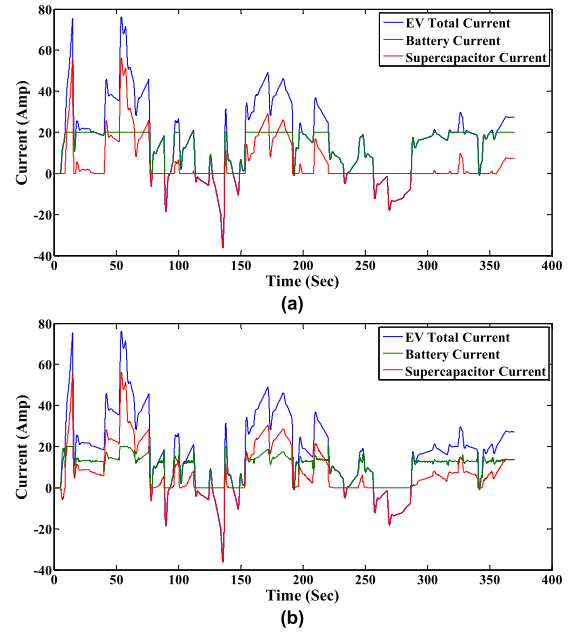 80
60
40
20
0
-20
-40
Current (Amp)
EV Total Current
Battery Current
Supercapacitor Current
0 50 100 150 200 250 300 350 400
Time (Sec)
(a)
80
60
40
20
0
-20
-40
Current (Amp)
EV Total Current
Battery Current
Supercapacitor Current
0 50 100 150 200 250 300 350 400
Time (Sec)
(b)